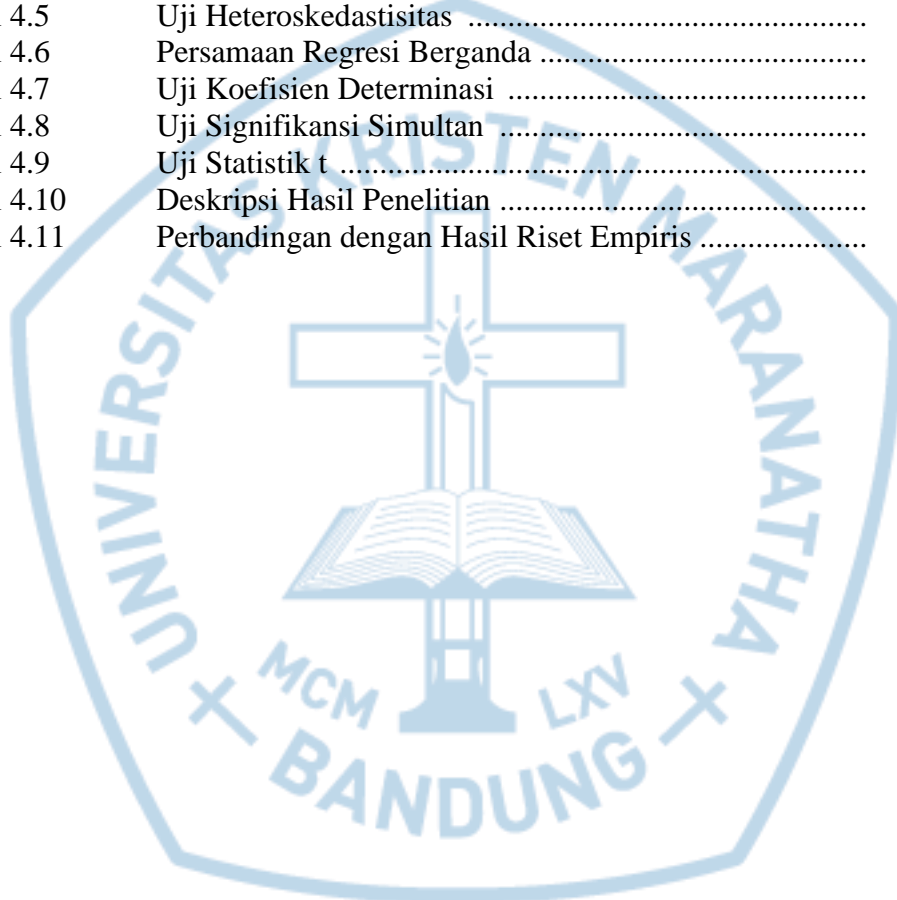 l 4.5 Uji Heteroskedastisitas ................................................
l 4.6 Persamaan Regresi Berganda .......................................
l 4.7 Uji Koefisien Determinasi ...........................................
l 4.8 Uji Signifikansi Simultan ............................................
l 4.9 Uji Statistik t ...............................................................
l 4.10 Deskripsi Hasil Penelitian ............................................
l 4.11 Perbandingan dengan Hasil Riset Empiris ....................
UNIVERSITAS KRISTEN MARANATHA
MCM LXV
BANDUNG